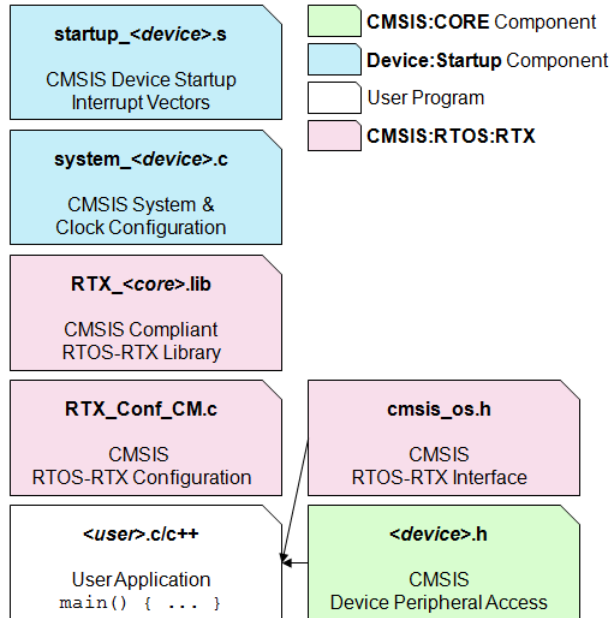 startup_<device>.s
CMSIS Device Startup
Interrupt Vectors
CMSIS:CORE Component
Device:Startup Component
User Program
CMSIS:RTOS:RTX
system_<device>.c
CMSIS System &
Clock Configuration
RTX_<core>.lib
CMSIS Compliant
RTOS-RTX Library
RTX_Conf_CM.c
CMSIS
RTOS-RTX Configuration
cmsis_os.h
CMSIS
RTOS-RTX Interface
<user>.c/c++
User Application
main() { ... }
<device>.h
CMSIS
Device Peripheral Access